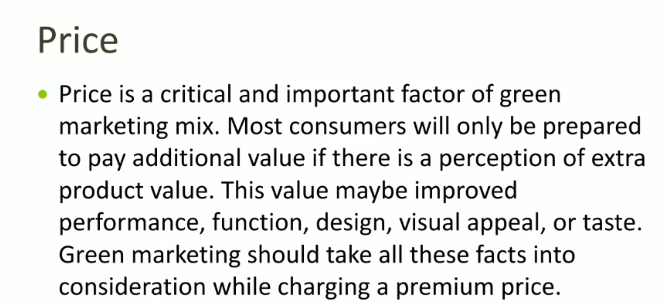 Price
• Price is a critical and important factor of green
marketing mix. Most consumers will only be prepared
to pay additional value if there is a perception of extra
product value. This value maybe improved
performance, function, design, visual appeal, or taste.
Green marketing should take all these facts into
consideration while charging a premium price.